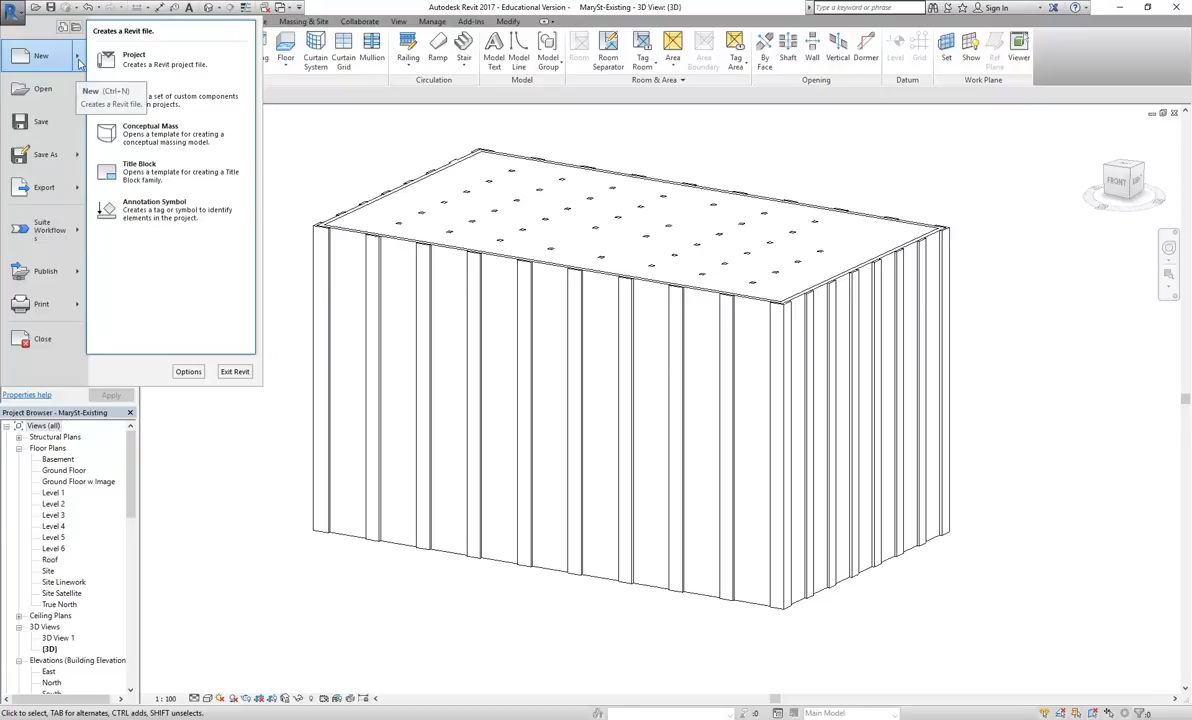 Autodesk Revit 2017 - Educational Version -    MarySt-Existing - 3D View: {3D}
Type a keyword or phrase
Sign In
Massing & Site
Collaborate
View
Manage
Add-Ins
Modify
Creates a Revit file.
New
Project
Creates a Revit project file.
New   (Ctrl+N)
Creates a Revit file.
a set of custom components
n projects.
Conceptual Mass
Opens a template for creating a
conceptual massing model.
Title Block
Opens a template for creating a Title
Block family.
Annotation Symbol
Creates a tag or symbol to identify
elements in the project.
Open
Save
Save As
Export
Suite
Workflow
s
Publish
Print
Close
Options
Exit Revit
Floor
Curtain
System
Curtain
Grid
Mullion
Railing
Ramp
Stair
Model
Text
Model
Line
Model
Group
Room
Room
Separator
Tag
Room
Area
Area
Boundary
Tag
Area
By
Face
Shaft
Wall
Vertical
Dormer
Level
Grid
Set
Show
Ref
Plane
Viewer
Circulation
Model
Room & Area
Opening
Datum
Work Plane
FRONT
Properties help
Apply
Project Browser - MarySt-Existing
Views (all)
Structural Plans
Floor Plans
Basement
Ground Floor
Ground Floor w Image
Level 1
Level 2
Level 3
Level 4
Level 5
Level 6
Roof
Site
Site Linework
Site Satellite
True North
Ceiling Plans
3D Views
3D View 1
{3D}
Elevations (Building Elevation
East
North
1 : 100
Click to select, TAB for alternates, CTRL adds, SHIFT unselects.
:0
Main Model
:0